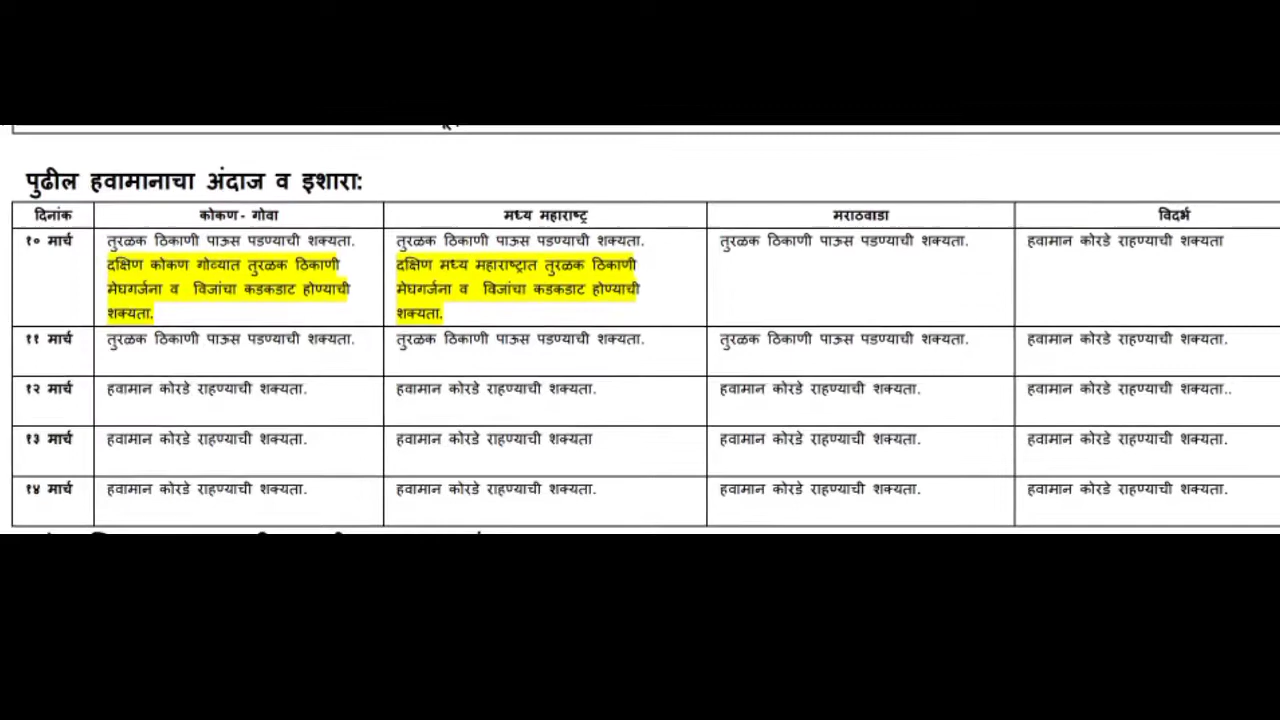 पुढील हवामानाचा अंदाज व इशारा:
दिनांक कोकण - गोवा मध्य महाराष्ट्र मराठवाडा विदर्भ
१० मार्च तुरळक ठिकाणी पाऊस पडण्याची शक्यता. तुरळक ठिकाणी पाऊस पडण्याची शक्यता. तुरळक ठिकाणी पाऊस पडण्याची शक्यता. हवामान कोरडे राहण्याची शक्यता
दक्षिण कोकण गोव्यात तुरळक ठिकाणी दक्षिण मध्य महाराष्ट्रात तुरळक ठिकाणी
मेघगर्जना व विजांचा कडकडाट होण्याची मेघगर्जना व विजांचा कडकडाट होण्याची
शक्यता. शक्यता.
११ मार्च तुरळक ठिकाणी पाऊस पडण्याची शक्यता. तुरळक ठिकाणी पाऊस पडण्याची शक्यता. तुरळक ठिकाणी पाऊस पडण्याची शक्यता. हवामान कोरडे राहण्याची शक्यता.
१२ मार्च हवामान कोरडे राहण्याची शक्यता. हवामान कोरडे राहण्याची शक्यता. हवामान कोरडे राहण्याची शक्यता. हवामान कोरडे राहण्याची शक्यता..
१३ मार्च हवामान कोरडे राहण्याची शक्यता. हवामान कोरडे राहण्याची शक्यता हवामान कोरडे राहण्याची शक्यता. हवामान कोरडे राहण्याची शक्यता.
१४ मार्च हवामान कोरडे राहण्याची शक्यता. हवामान कोरडे राहण्याची शक्यता. हवामान कोरडे राहण्याची शक्यता. हवामान कोरडे राहण्याची शक्यता.